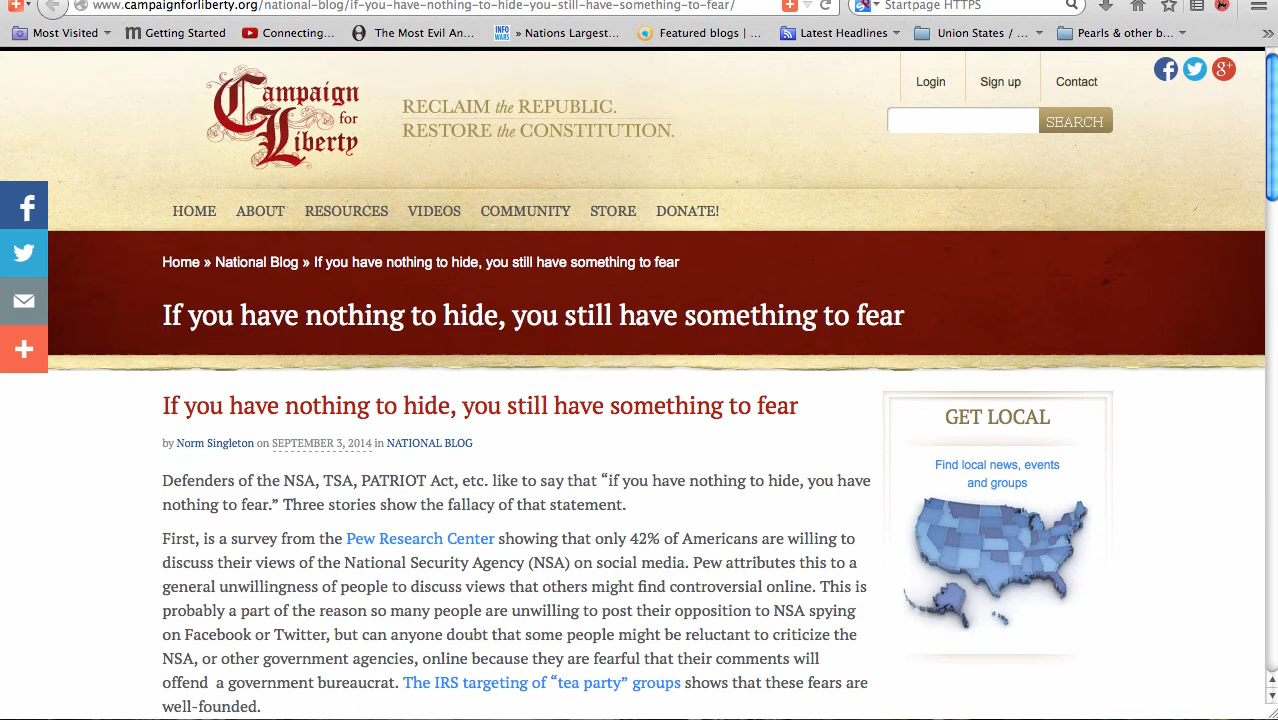 www.campaignforliberty.org/national-blog/if-you-have-nothing-to-hide-you-still-have-something-to-fear/
Startpage HTTPS
Most Visited
Getting Started
Connecting...
The Most Evil An...
INFO WARS
» Nations Largest...
Featured blogs | ...
Latest Headlines
Union States / ...
Pearls & other b...
Campaign for Liberty
RECLAIM the REPUBLIC.
RESTORE the CONSTITUTION.
Login
Sign up
Contact
SEARCH
HOME
ABOUT
RESOURCES
VIDEOS
COMMUNITY
STORE
DONATE!
Home » National Blog » If you have nothing to hide, you still have something to fear
If you have nothing to hide, you still have something to fear
If you have nothing to hide, you still have something to fear
by Norm Singleton on SEPTEMBER 3, 2014 in NATIONAL BLOG
Defenders of the NSA, TSA, PATRIOT Act, etc. like to say that “if you have nothing to hide, you have
nothing to fear.” Three stories show the fallacy of that statement.
First, is a survey from the Pew Research Center showing that only 42% of Americans are willing to
discuss their views of the National Security Agency (NSA) on social media. Pew attributes this to a
general unwillingness of people to discuss views that others might find controversial online. This is
probably a part of the reason so many people are unwilling to post their opposition to NSA spying
on Facebook or Twitter, but can anyone doubt that some people might be reluctant to criticize the
NSA, or other government agencies, online because they are fearful that their comments will
offend a government bureaucrat. The IRS targeting of “tea party” groups shows that these fears are
well-founded.
GET LOCAL
Find local news, events
and groups